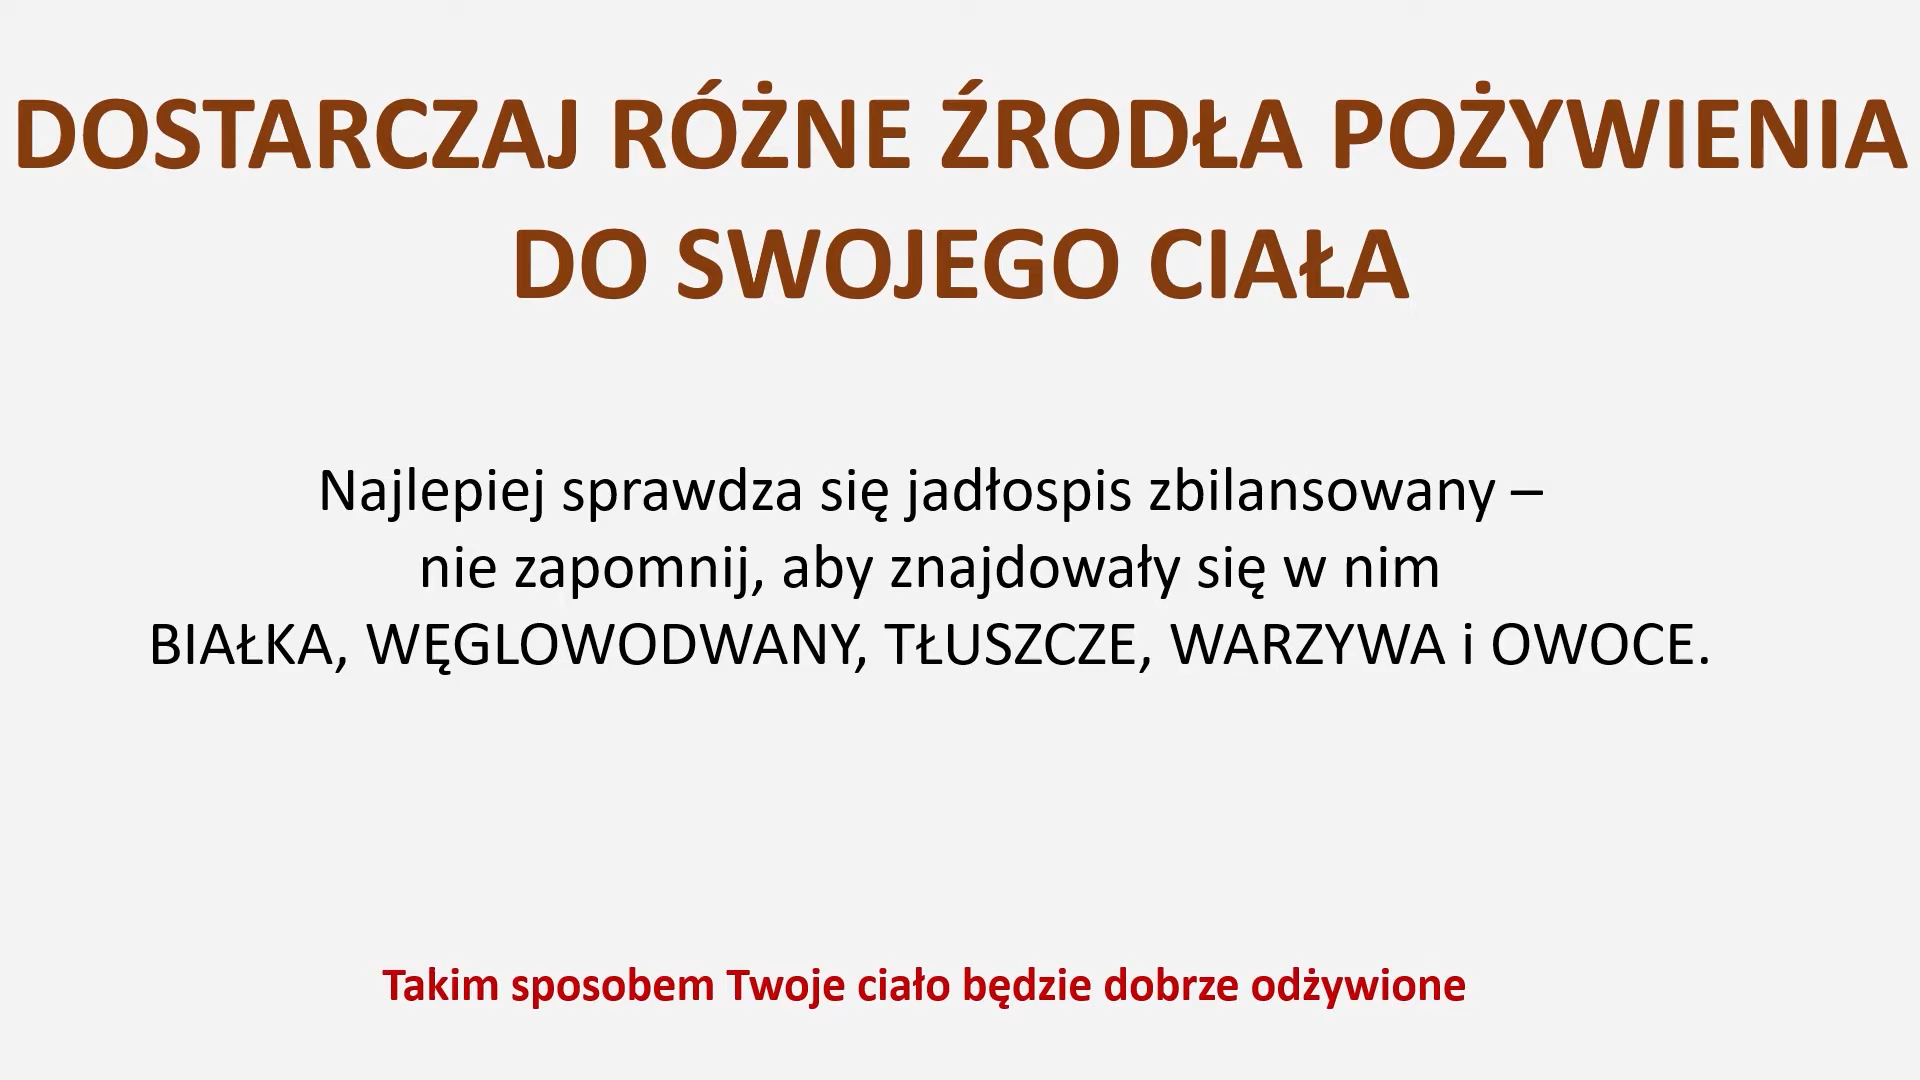 DOSTARCZAJ RÓŻNE ŹRODŁA POŻYWIENIA
DO SWOJEGO CIAŁA
Najlepiej sprawdza się jadłospis zbilansowany –
nie zapomnij, aby znajdowały się w nim
BIAŁKA, WĘGLOWODWANY, TŁUSZCZE, WARZYWA i OWOCE.
Takim sposobem Twoje ciało będzie dobrze odżywione